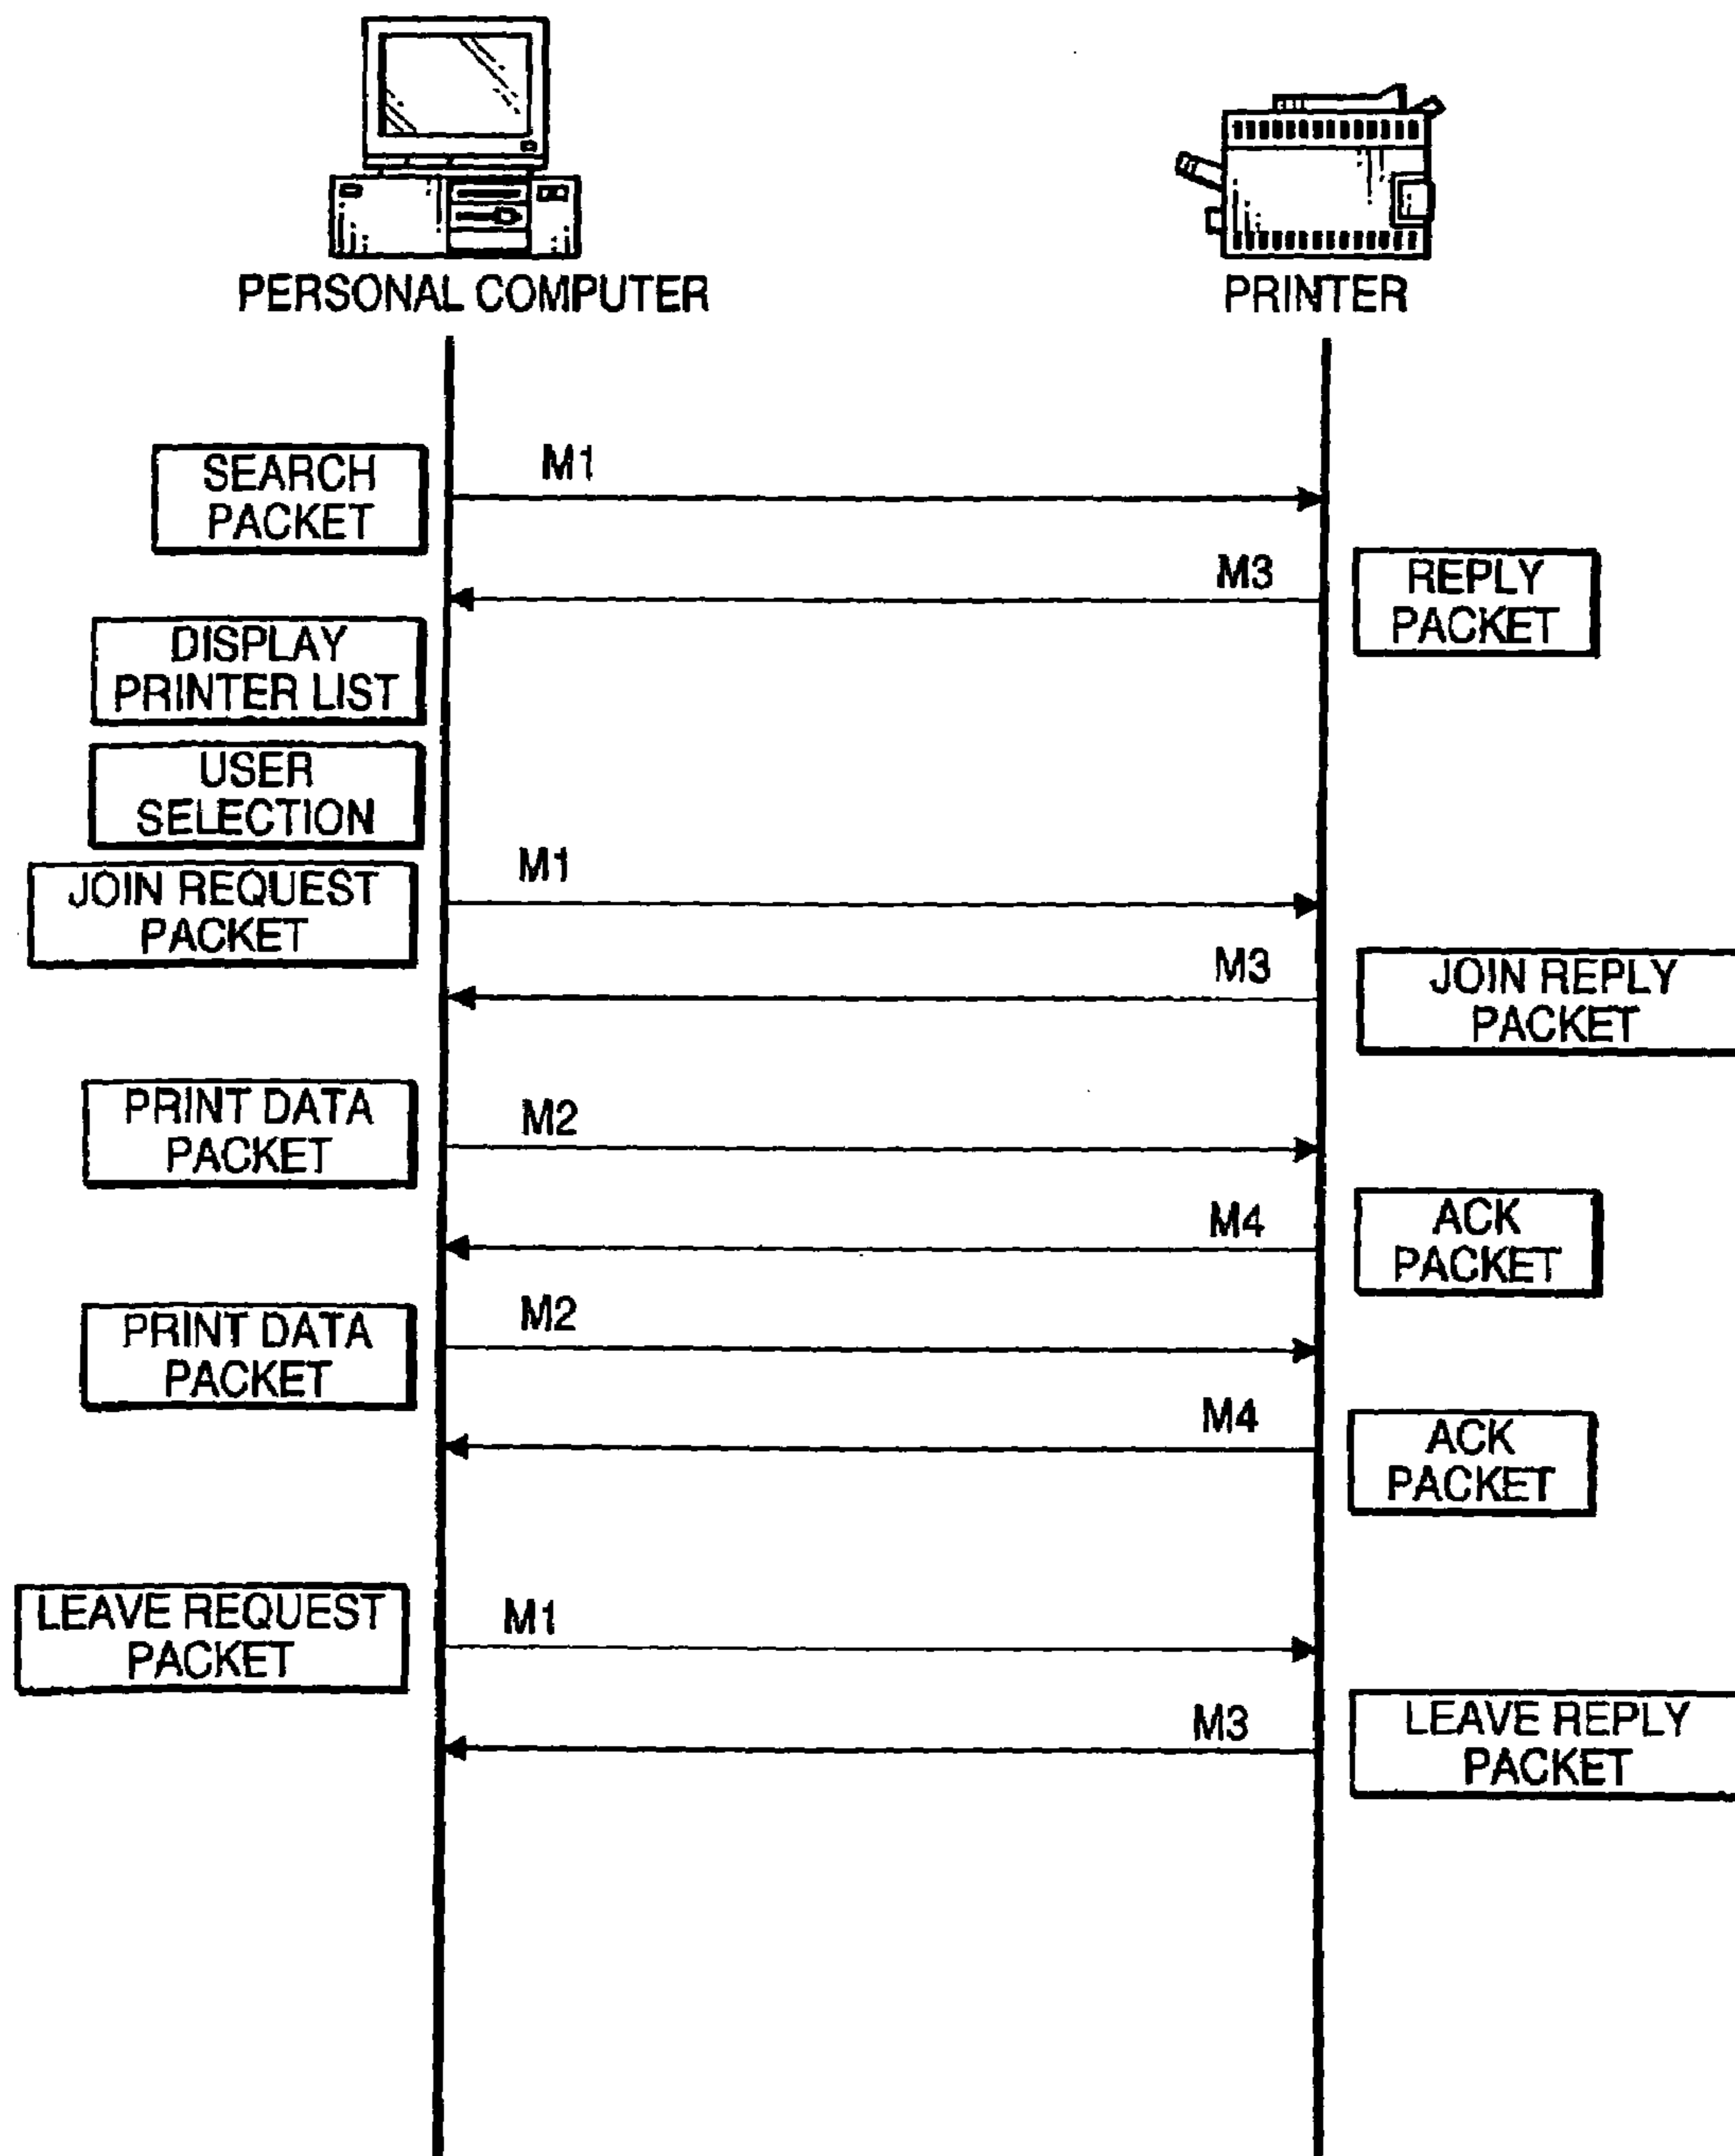 PERSONAL COMPUTER
PRINTER
SEARCH
PACKET
M1
M3
REPLY
PACKET
DISPLAY
PRINTER LIST
USER
SELECTION
JOIN REQUEST
PACKET
M1
M3
JOIN REPLY
PACKET
PRINT DATA
PACKET
M2
M4
ACK
PACKET
PRINT DATA
PACKET
M2
M4
ACK
PACKET
LEAVE REQUEST
PACKET
M1
M3
LEAVE REPLY
PACKET